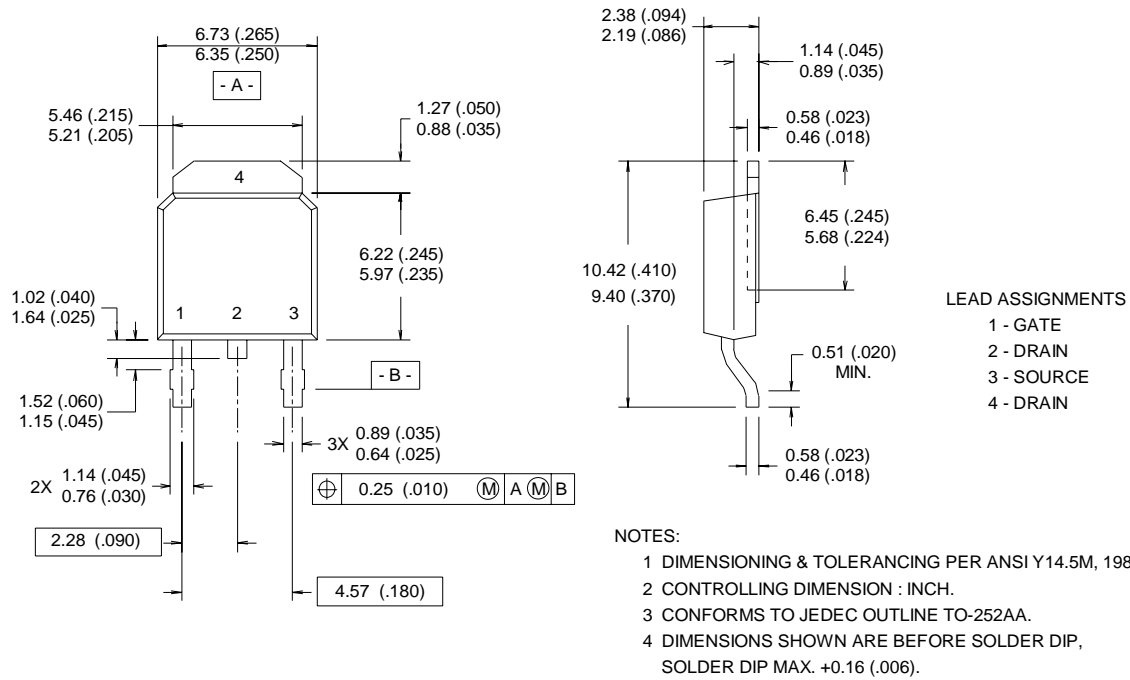 6.73 (.265)
6.35 (.250)
- A -
5.46 (.215)
5.21 (.205)
1.27 (.050)
0.88 (.035)
4
6.22 (.245)
5.97 (.235)
1.02 (.040)
1.64 (.025)
1 2 3
1.52 (.060)
1.15 (.045)
- B -
3X 0.89 (.035)
0.64 (.025)
2X 1.14 (.045)
0.76 (.030)
⌖ 0.25 (.010) Ⓜ A Ⓜ B
2.28 (.090)
4.57 (.180)
2.38 (.094)
2.19 (.086)
1.14 (.045)
0.89 (.035)
0.58 (.023)
0.46 (.018)
6.45 (.245)
5.68 (.224)
10.42 (.410)
9.40 (.370)
0.51 (.020)
MIN.
0.58 (.023)
0.46 (.018)
LEAD ASSIGNMENTS
1 - GATE
2 - DRAIN
3 - SOURCE
4 - DRAIN
NOTES:
1 DIMENSIONING & TOLERANCING PER ANSI Y14.5M, 198
2 CONTROLLING DIMENSION : INCH.
3 CONFORMS TO JEDEC OUTLINE TO-252AA.
4 DIMENSIONS SHOWN ARE BEFORE SOLDER DIP,
SOLDER DIP MAX. +0.16 (.006).